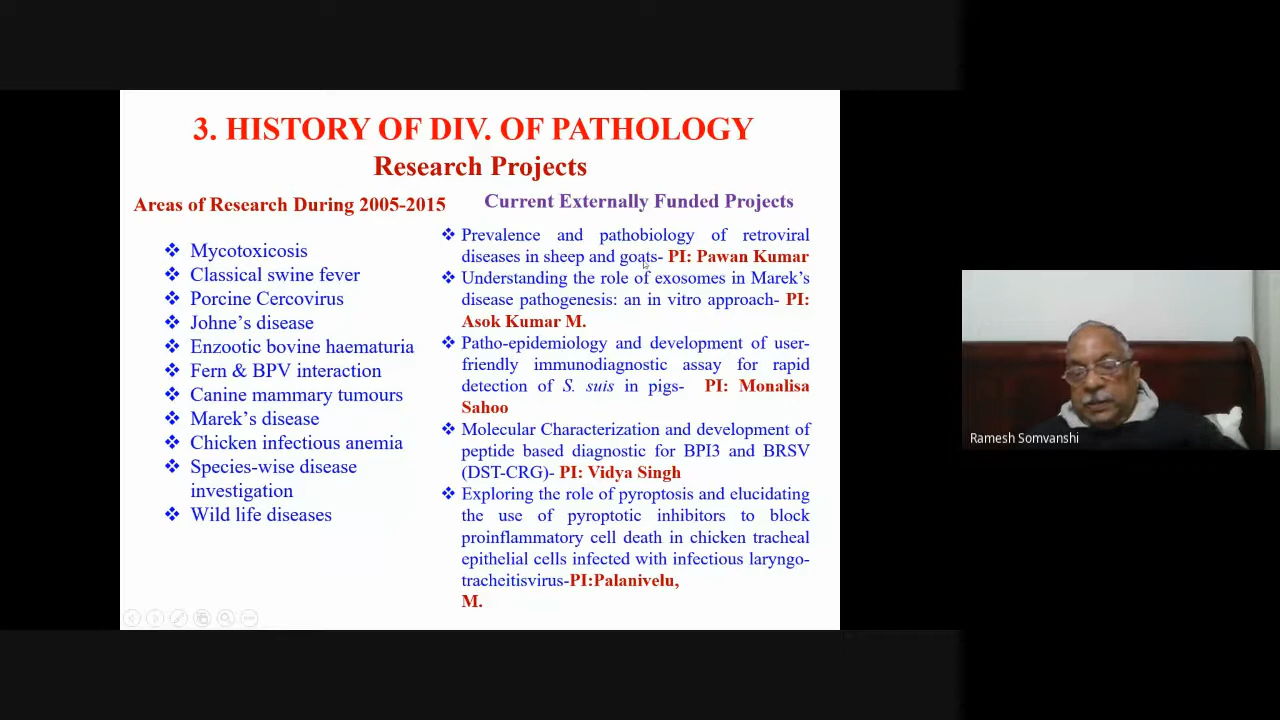 3. HISTORY OF DIV. OF PATHOLOGY
Research Projects
Areas of Research During 2005-2015
❖ Mycotoxicosis
❖ Classical swine fever
❖ Porcine Cercovirus
❖ Johne's disease
❖ Enzootic bovine haematuria
❖ Fern & BPV interaction
❖ Canine mammary tumours
❖ Marek's disease
❖ Chicken infectious anemia
❖ Species-wise disease
investigation
❖ Wild life diseases
Current Externally Funded Projects
❖ Prevalence and pathobiology of retroviral
diseases in sheep and goats- PI: Pawan Kumar
❖ Understanding the role of exosomes in Marek's
disease pathogenesis: an in vitro approach- PI:
Asok Kumar M.
❖ Patho-epidemiology and development of user-
friendly immunodiagnostic assay for rapid
detection of S. suis in pigs- PI: Monalisa
Sahoo
❖ Molecular Characterization and development of
peptide based diagnostic for BPI3 and BRSV
(DST-CRG)- PI: Vidya Singh
❖ Exploring the role of pyroptosis and elucidating
the use of pyroptotic inhibitors to block
proinflammatory cell death in chicken tracheal
epithelial cells infected with infectious laryngo-
tracheitisvirus-PI:Palanivelu,
M.
Ramesh Somvanshi